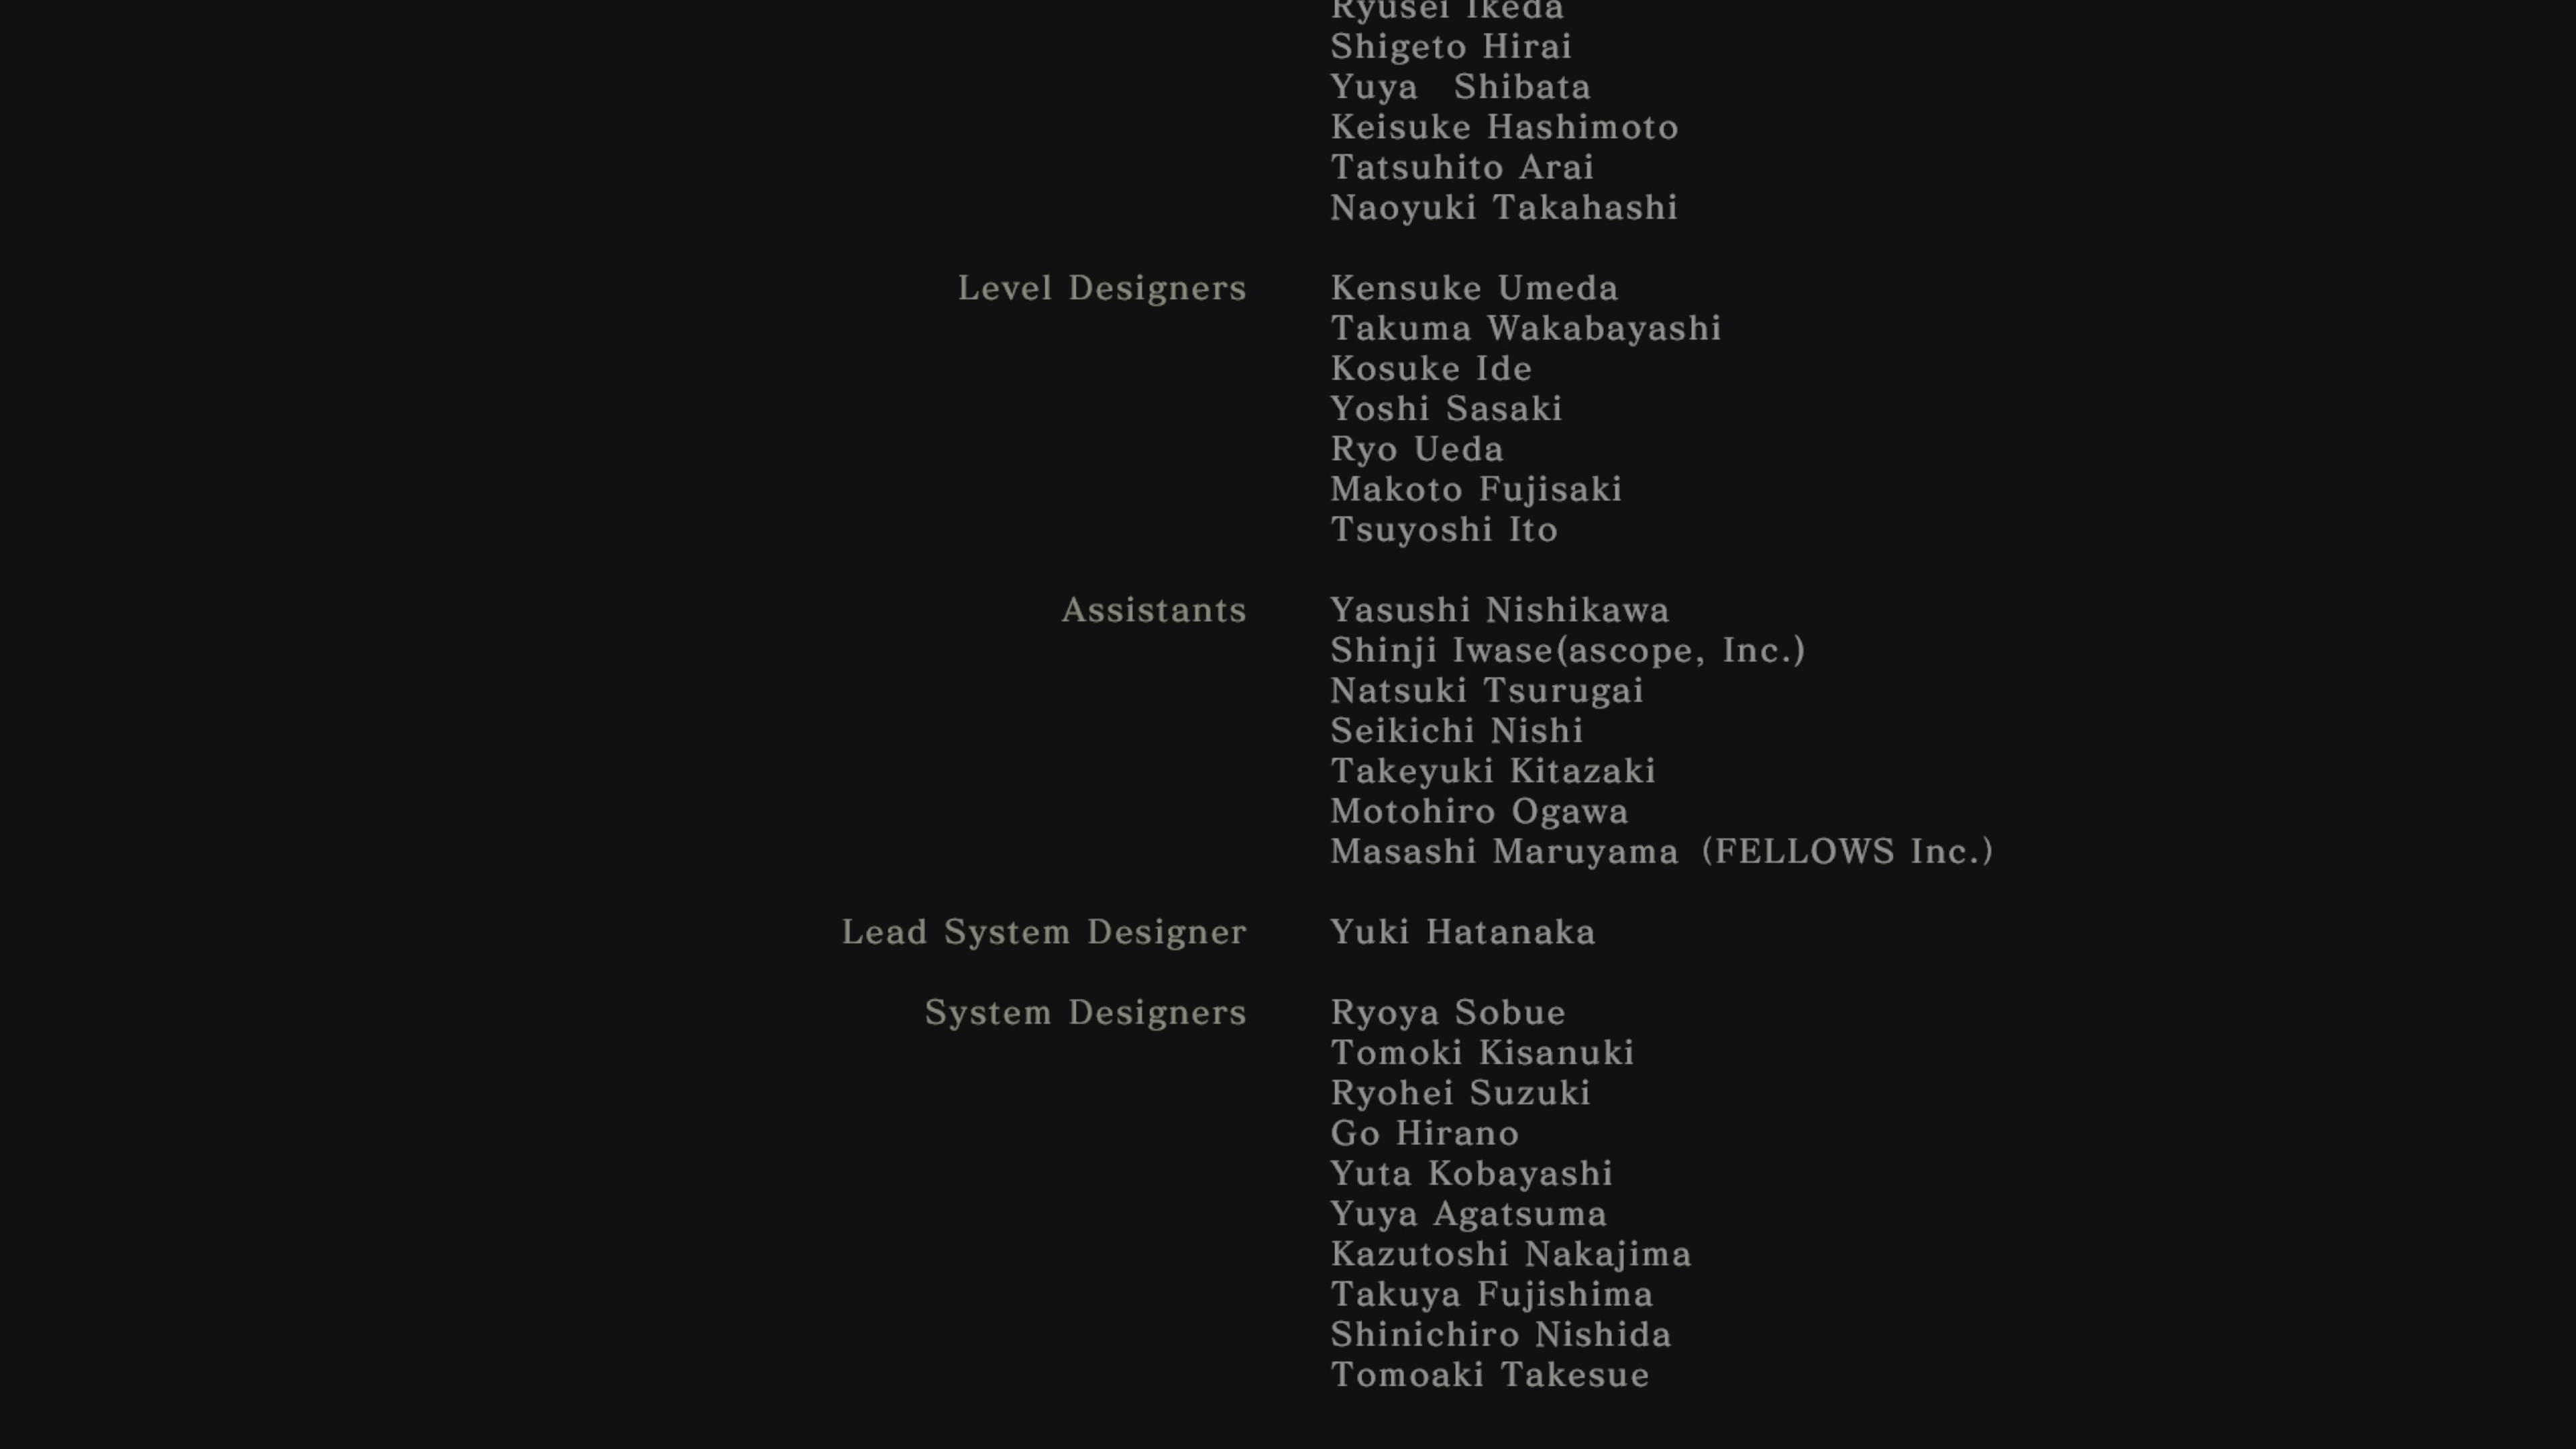 Ryusei Ikeda
Shigeto Hirai
Yuya  Shibata
Keisuke Hashimoto
Tatsuhito Arai
Naoyuki Takahashi
Level Designers Kensuke Umeda
Takuma Wakabayashi
Kosuke Ide
Yoshi Sasaki
Ryo Ueda
Makoto Fujisaki
Tsuyoshi Ito
Assistants Yasushi Nishikawa
Shinji Iwase(ascope, Inc.)
Natsuki Tsurugai
Seikichi Nishi
Takeyuki Kitazaki
Motohiro Ogawa
Masashi Maruyama（FELLOWS Inc.）
Lead System Designer Yuki Hatanaka
System Designers Ryoya Sobue
Tomoki Kisanuki
Ryohei Suzuki
Go Hirano
Yuta Kobayashi
Yuya Agatsuma
Kazutoshi Nakajima
Takuya Fujishima
Shinichiro Nishida
Tomoaki Takesue